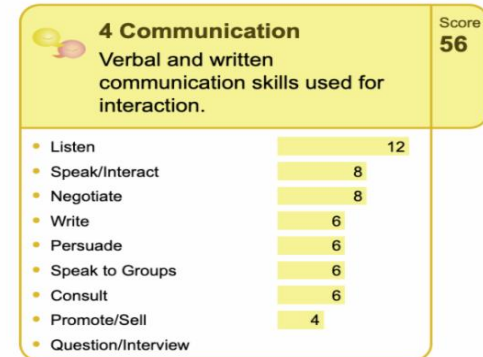 4 Communication
Score
56
Verbal and written
communication skills used for
interaction.
• Listen 12
• Speak/Interact 8
• Negotiate 8
• Write 6
• Persuade 6
• Speak to Groups 6
• Consult 6
• Promote/Sell 4
• Question/Interview